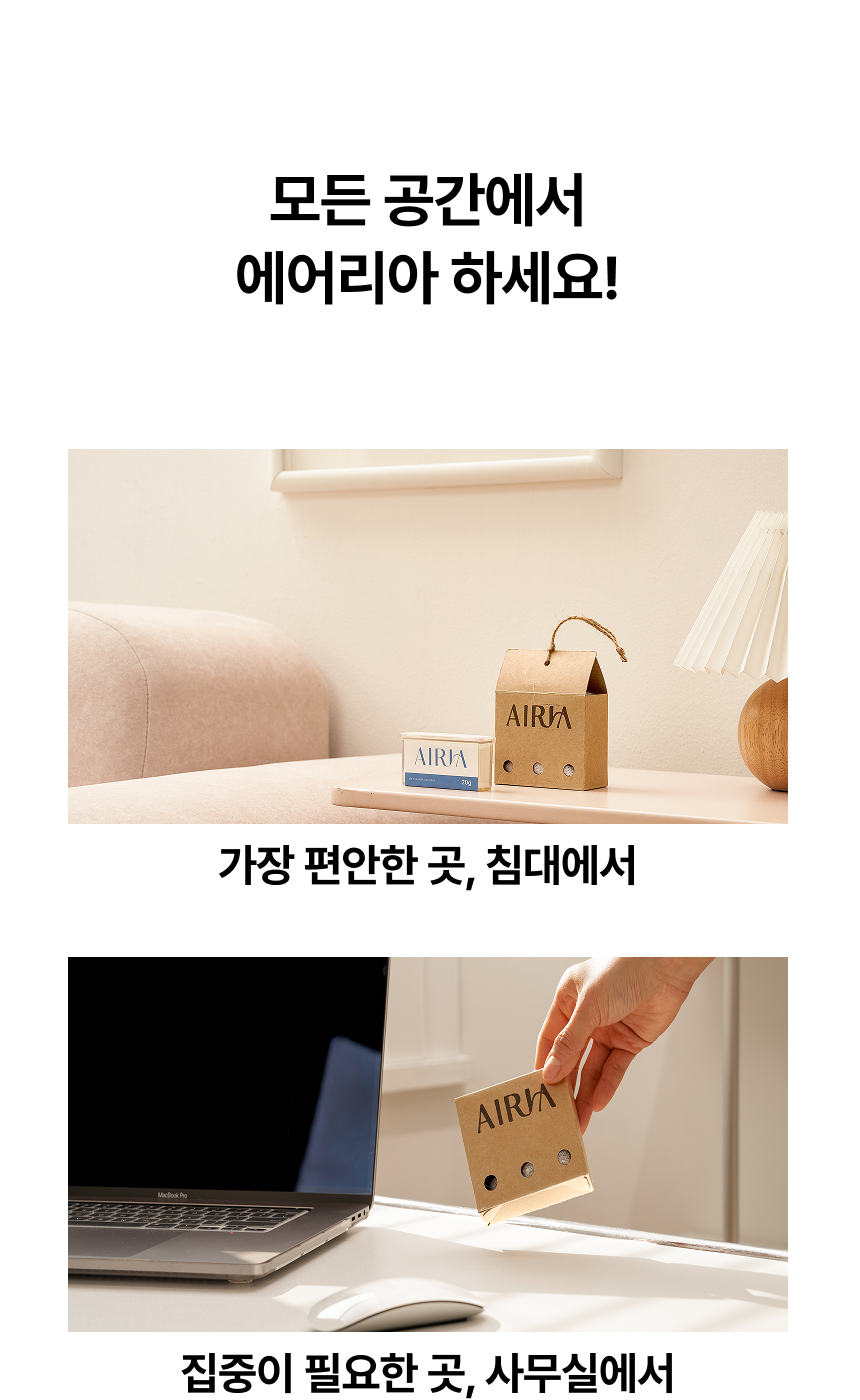 모든 공간에서
에어리아 하세요!
AIRIA
AIRIA
20g
가장 편안한 곳, 침대에서
AIRIA
MacBook Pro
집중이 필요한 곳, 사무실에서